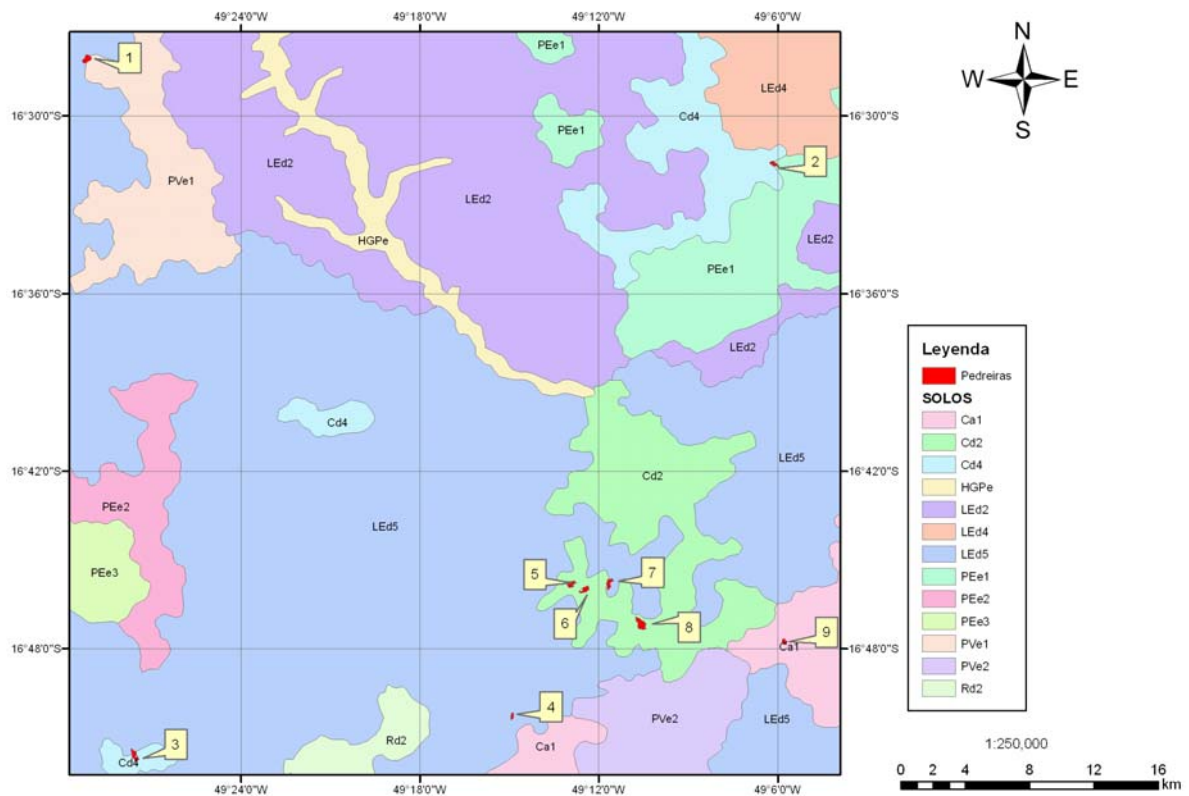 49°24'0"W 49°18'0"W 49°12'0"W 49°6'0"W
PEe1
1
N
W E
S
LEd4
16°30'0"S 16°30'0"S
Cd4
PEe1
LEd2
2
PVe1
LEd2
HGPe
LEd2
PEe1
16°36'0"S 16°36'0"S
LEd2
Cd4
16°42'0"S 16°42'0"S
LEd5
Cd2
PEe2
LEd5
PEe3
5
7
6
8
9
16°48'0"S 16°48'0"S
Ca1
4
PVe2
LEd5
Rd2
3
Ca1
Cd4
49°24'0"W 49°18'0"W 49°12'0"W 49°6'0"W
Leyenda
Pedreiras
SOLOS
Ca1
Cd2
Cd4
HGPe
LEd2
LEd4
LEd5
PEe1
PEe2
PEe3
PVe1
PVe2
Rd2
1:250,000
0 2 4 8 12 16
km